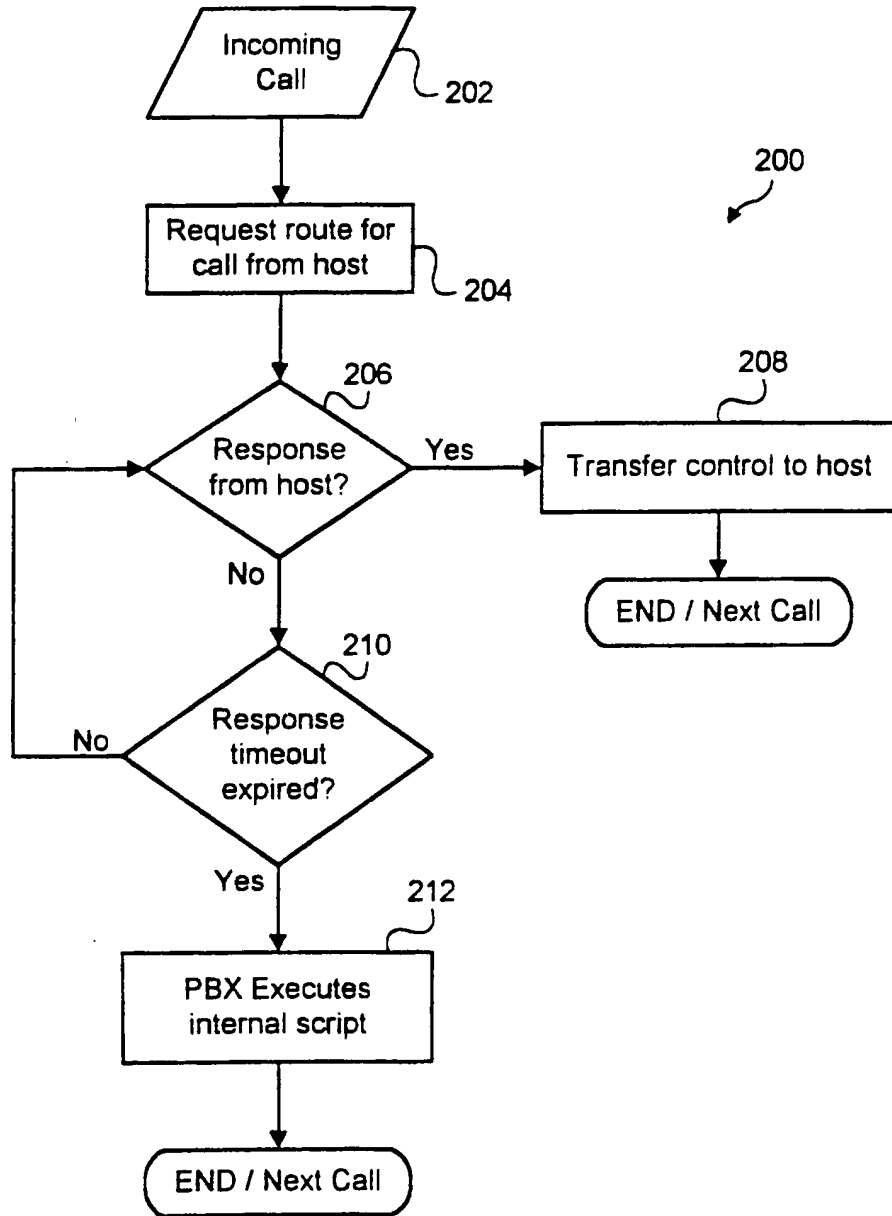 Incoming
Call
202
200
Request route for
call from host
204
206
Response
from host?
Yes
208
Transfer control to host
No
END / Next Call
210
Response
timeout
expired?
No
Yes
212
PBX Executes
internal script
END / Next Call